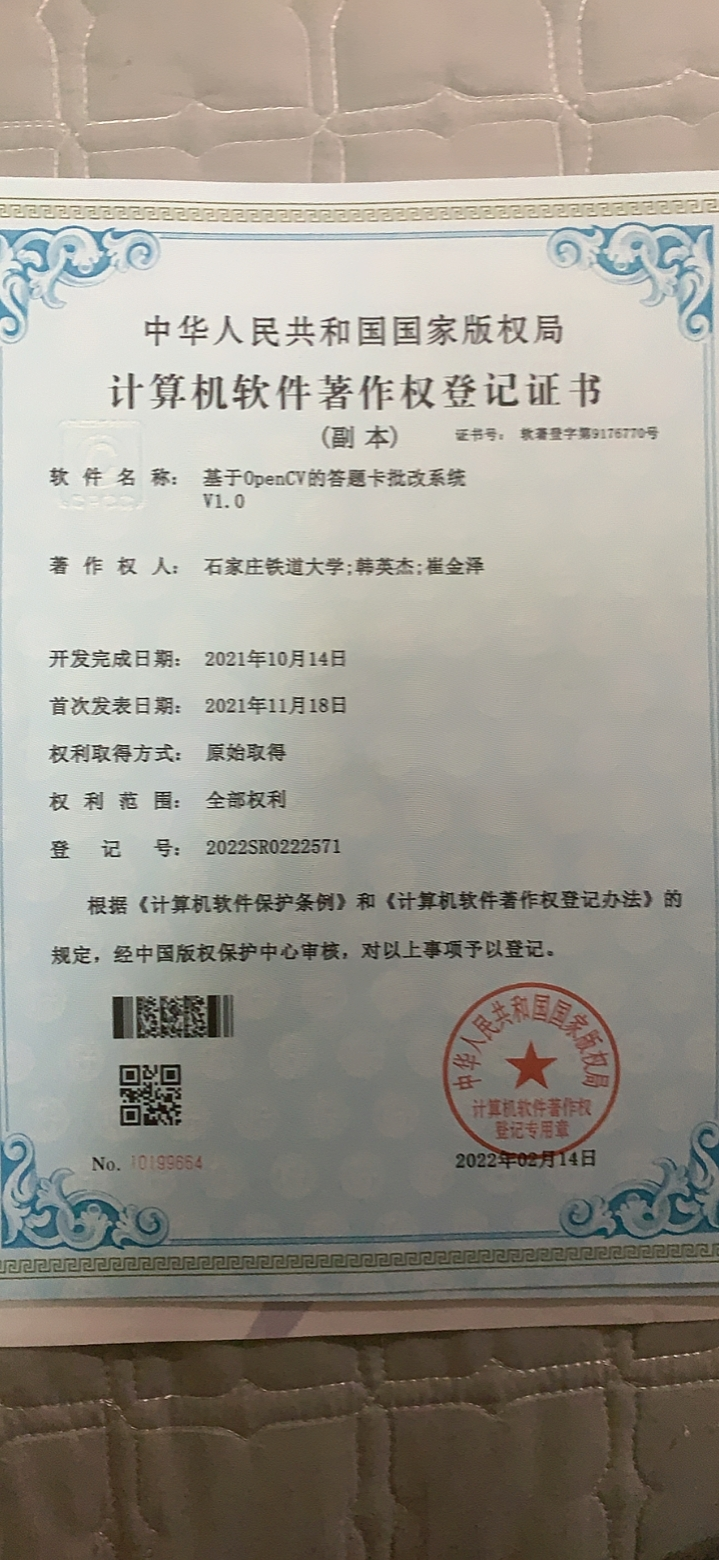 中华人民共和国国家版权局
计算机软件著作权登记证书
(副本)
证书号： 软著登字第9176770号
软件名称： 基于OpenCV的答题卡批改系统
V1.0
著作权人： 石家庄铁道大学;韩英杰;崔金泽
开发完成日期： 2021年10月14日
首次发表日期： 2021年11月18日
权利取得方式： 原始取得
权利范围： 全部权利
登记号： 2022SR0222571
根据《计算机软件保护条例》和《计算机软件著作权登记办法》的
规定，经中国版权保护中心审核，对以上事项予以登记。
中华人民共和国国家版权局
计算机软件著作权
登记专用章
No. 10199664
2022年02月14日